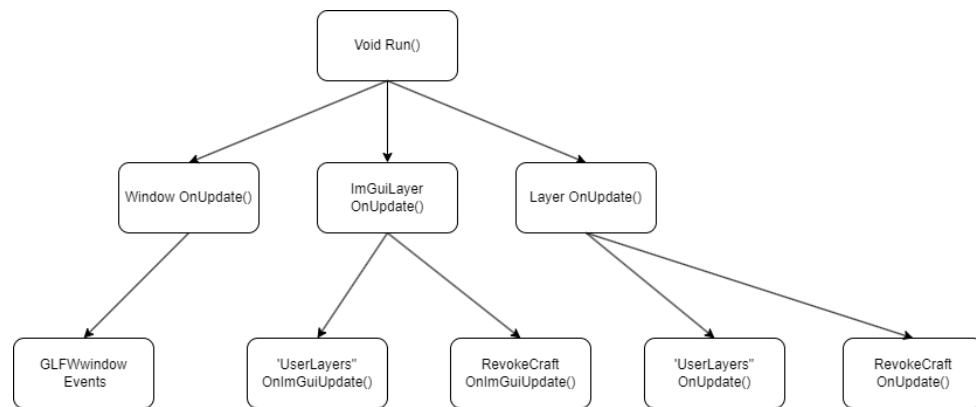 Void Run()
Window OnUpdate()
ImGuiLayer
OnUpdate()
Layer OnUpdate()
GLFWwindow
Events
'UserLayers"
OnImGuiUpdate()
RevokeCraft
OnImGuiUpdate()
'UserLayers"
OnUpdate()
RevokeCraft
OnUpdate()